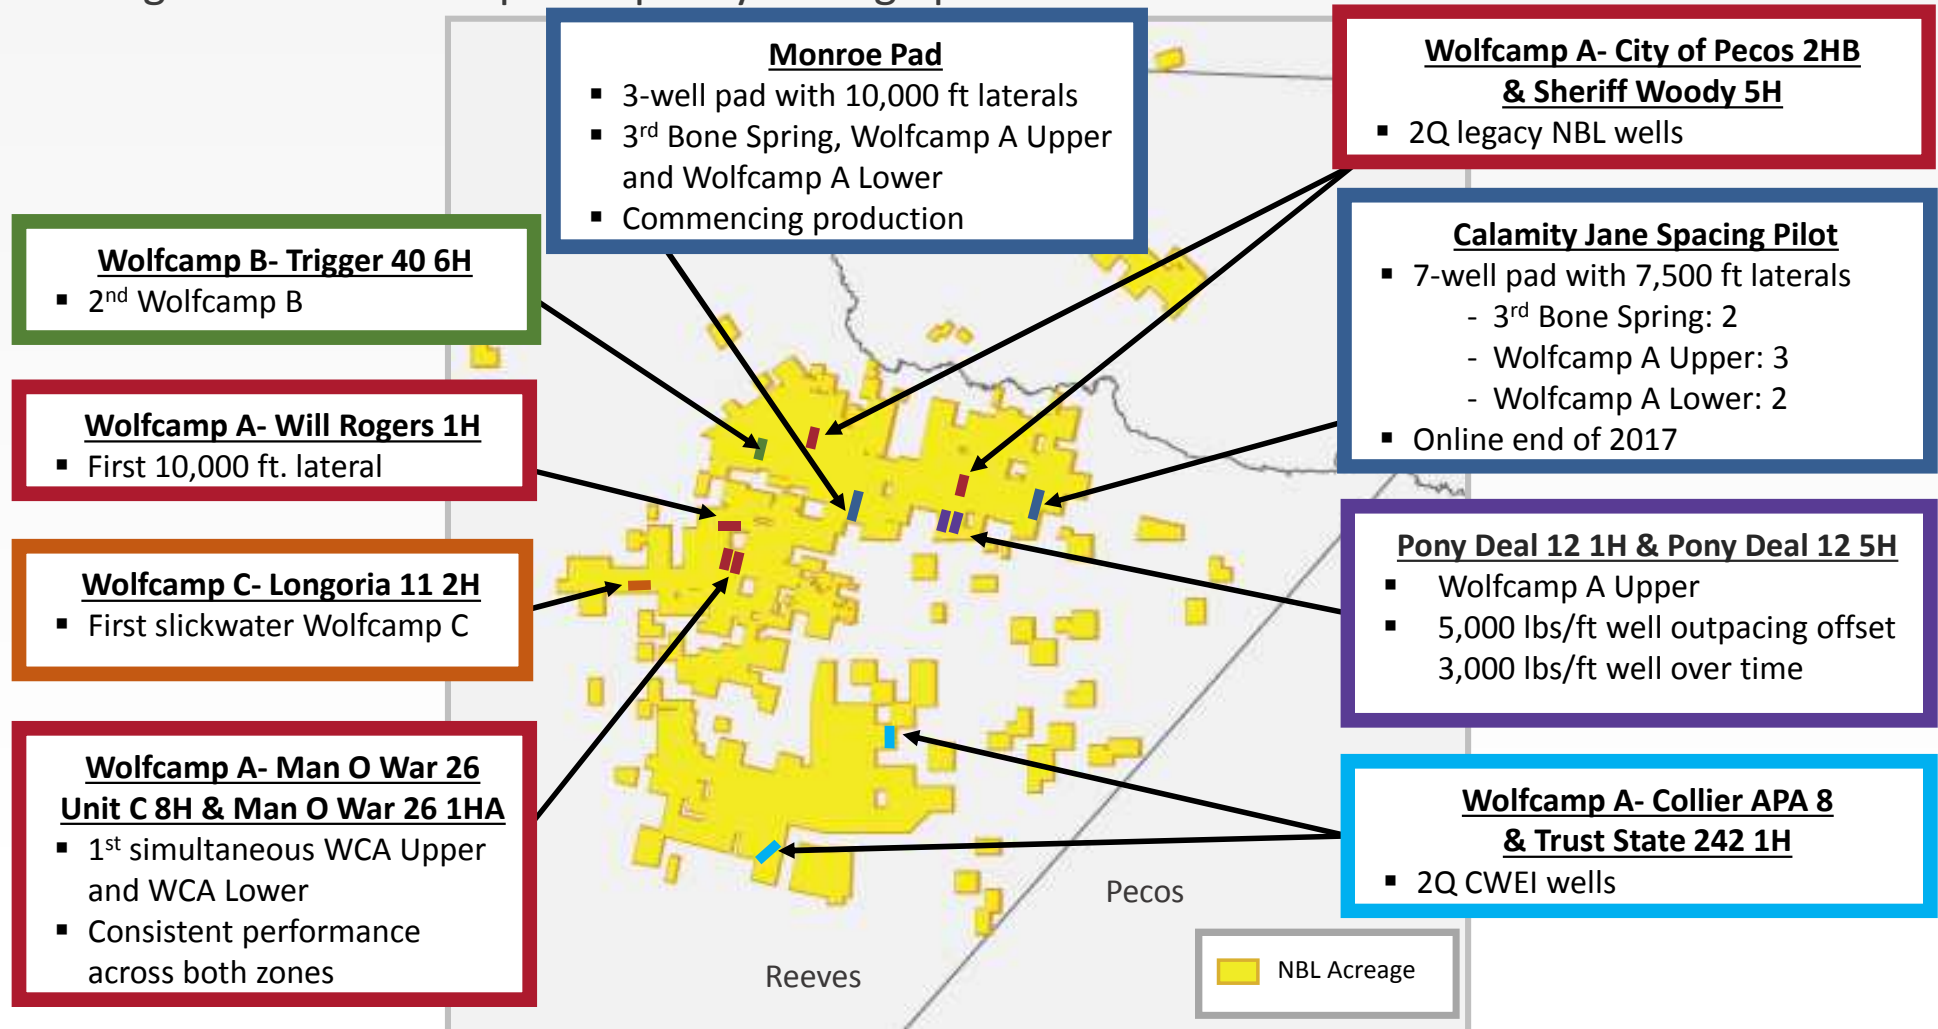 Monroe Pad
▪ 3-well pad with 10,000 ft laterals
▪ 3rd Bone Spring, Wolfcamp A Upper
and Wolfcamp A Lower
▪ Commencing production
Wolfcamp A- City of Pecos 2HB
& Sheriff Woody 5H
▪ 2Q legacy NBL wells
Wolfcamp B- Trigger 40 6H
▪ 2nd Wolfcamp B
Calamity Jane Spacing Pilot
▪ 7-well pad with 7,500 ft laterals
- 3rd Bone Spring: 2
- Wolfcamp A Upper: 3
- Wolfcamp A Lower: 2
▪ Online end of 2017
Wolfcamp A- Will Rogers 1H
▪ First 10,000 ft. lateral
Wolfcamp C- Longoria 11 2H
▪ First slickwater Wolfcamp C
Pony Deal 12 1H & Pony Deal 12 5H
▪ Wolfcamp A Upper
▪ 5,000 lbs/ft well outpacing offset
3,000 lbs/ft well over time
Wolfcamp A- Man O War 26
Unit C 8H & Man O War 26 1HA
▪ 1st simultaneous WCA Upper
and WCA Lower
▪ Consistent performance
across both zones
Wolfcamp A- Collier APA 8
& Trust State 242 1H
▪ 2Q CWEI wells
Pecos
Reeves
NBL Acreage